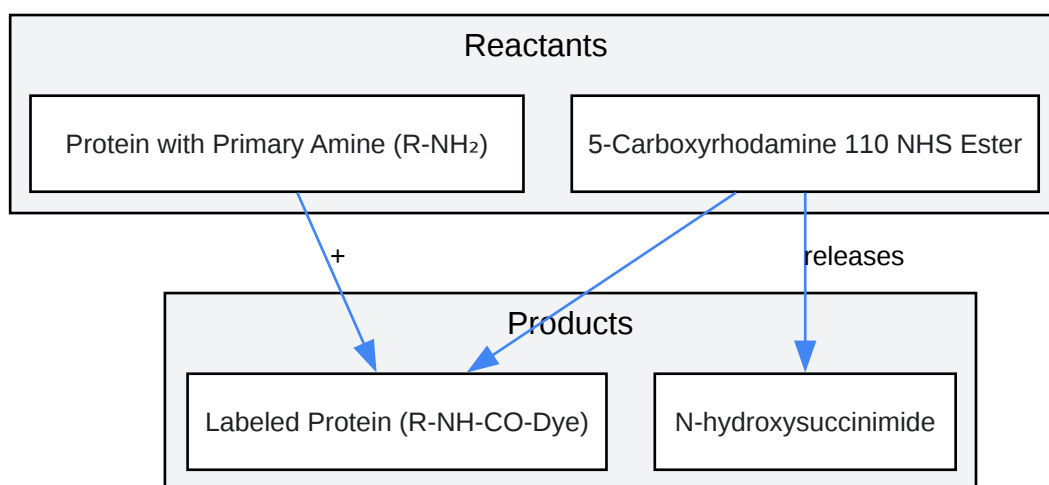 Reactants
Protein with Primary Amine (R-NH₂)
5-Carboxyrhodamine 110 NHS Ester
+
releases
Products
Labeled Protein (R-NH-CO-Dye)
N-hydroxysuccinimide